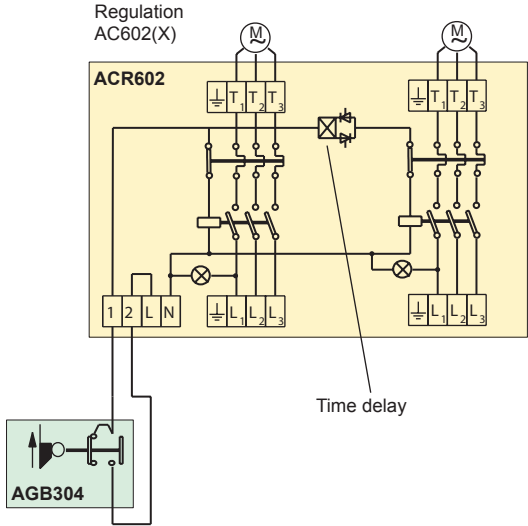 Regulation
AC602(X)
M
~
M
~
ACR602
T1 T2 T3
T1 T2 T3
1 2 L N
L1 L2 L3
L1 L2 L3
Time delay
AGB304